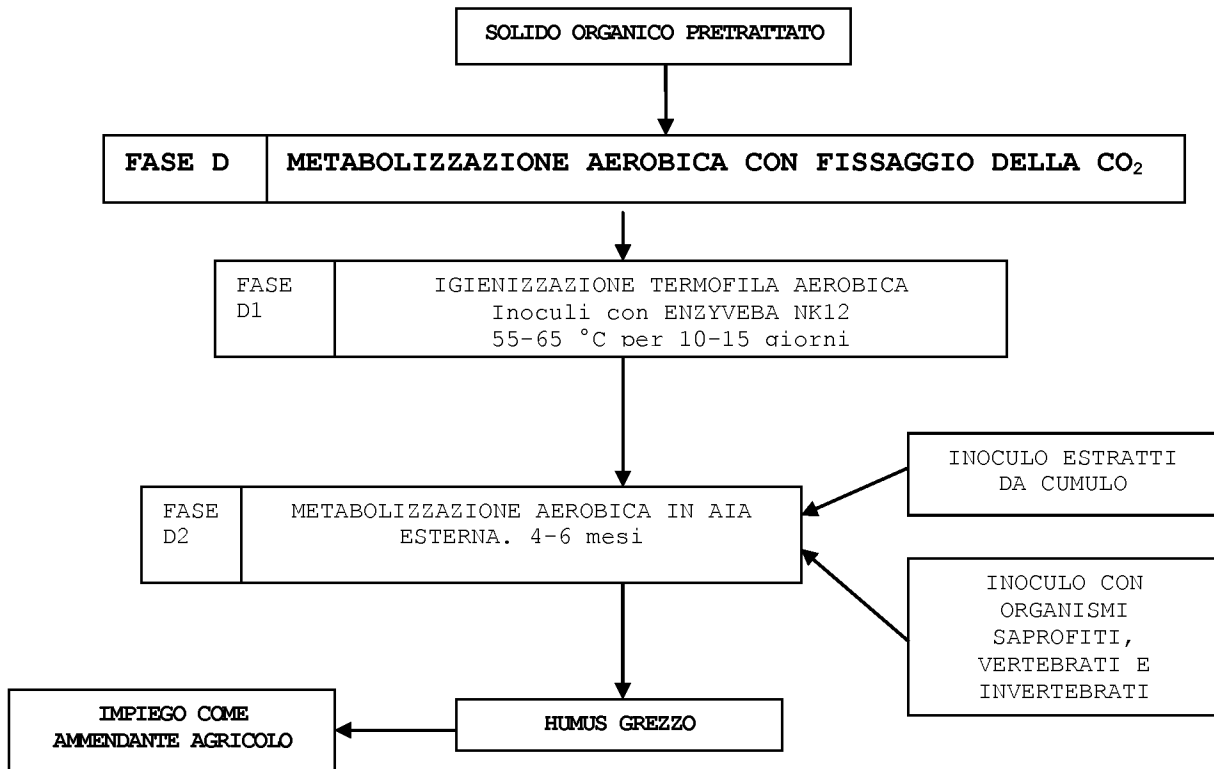 SOLIDO ORGANICO PRETRATTATO
FASE D
METABOLIZZAZIONE AEROBICA CON FISSAGGIO DELLA CO₂
FASE
D1
IGIENIZZAZIONE TERMOFILA AEROBICA
Inoculi con ENZYVEBA NK12
55-65 °C per 10-15 giorni
INOCULO ESTRATTI
DA CUMULO
FASE
D2
METABOLIZZAZIONE AEROBICA IN AIA
ESTERNA. 4-6 mesi
INOCULO CON
ORGANISMI
SAPROFITI,
VERTEBRATI E
INVERTEBRATI
HUMUS GREZZO
IMPIEGO COME
AMMENDANTE AGRICOLO